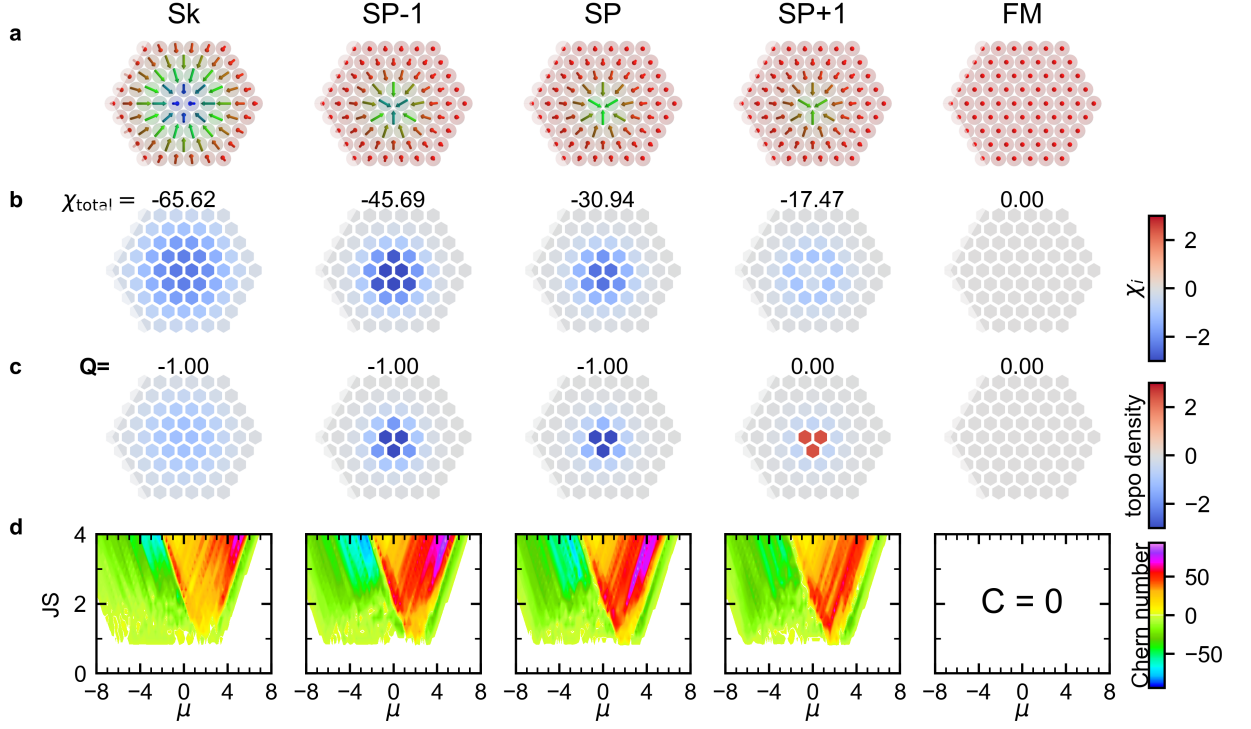 Sk SP-1 SP SP+1 FM
a
b χtotal = -65.62 -45.69 -30.94 -17.47 0.00
2
0
−2
χi
c Q= -1.00 -1.00 -1.00 0.00 0.00
2
0
−2
topo density
d
4
2
0
JS
−8 −4 0 4 8
μ
−8 −4 0 4 8
μ
−8 −4 0 4 8
μ
−8 −4 0 4 8
μ
C = 0
−8 −4 0 4 8
μ
50
0
−50
Chern number